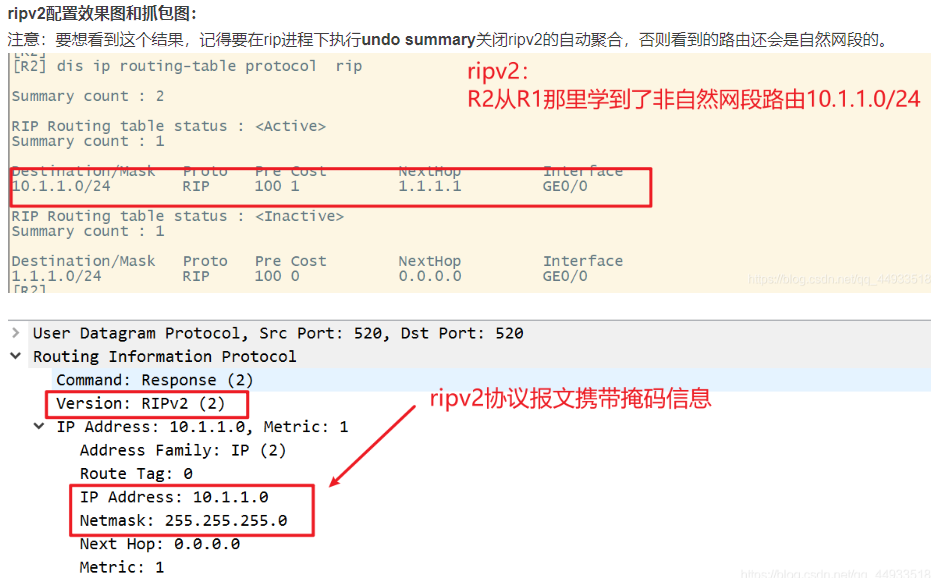 ripv2配置效果图和抓包图：
注意：要想看到这个结果，记得要在rip进程下执行undo summary关闭ripv2的自动聚合，否则看到的路由还会是自然网段的。
[R2] dis ip routing-table protocol  rip
ripv2：
R2从R1那里学到了非自然网段路由10.1.1.0/24
Summary count : 2
RIP Routing table status : <Active>
Summary count : 1
Destination/Mask   Proto   Pre Cost        NextHop         Interface
10.1.1.0/24        RIP     100 1           1.1.1.1         GE0/0
RIP Routing table status : <Inactive>
Summary count : 1
Destination/Mask   Proto   Pre Cost        NextHop         Interface
1.1.1.0/24         RIP     100 0           0.0.0.0         GE0/0
[R2]
https://blog.csdn.net/qq_44933518
User Datagram Protocol, Src Port: 520, Dst Port: 520
Routing Information Protocol
Command: Response (2)
Version: RIPv2 (2)
ripv2协议报文携带掩码信息
IP Address: 10.1.1.0, Metric: 1
Address Family: IP (2)
Route Tag: 0
IP Address: 10.1.1.0
Netmask: 255.255.255.0
Next Hop: 0.0.0.0
Metric: 1
https://blog.csdn.net/qq_44933518